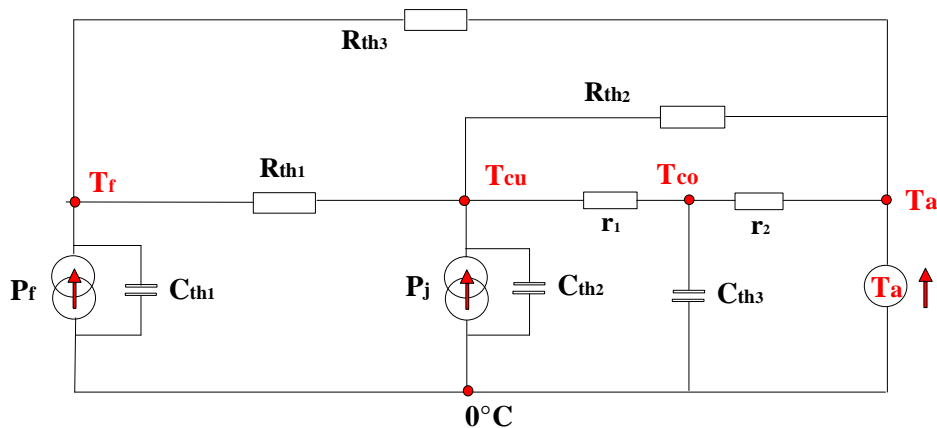 Rth3
Rth2
Rth1
Tf
Tcu
Tco
Ta
r1
r2
Pf
Cth1
Pj
Cth2
Cth3
Ta
0°C